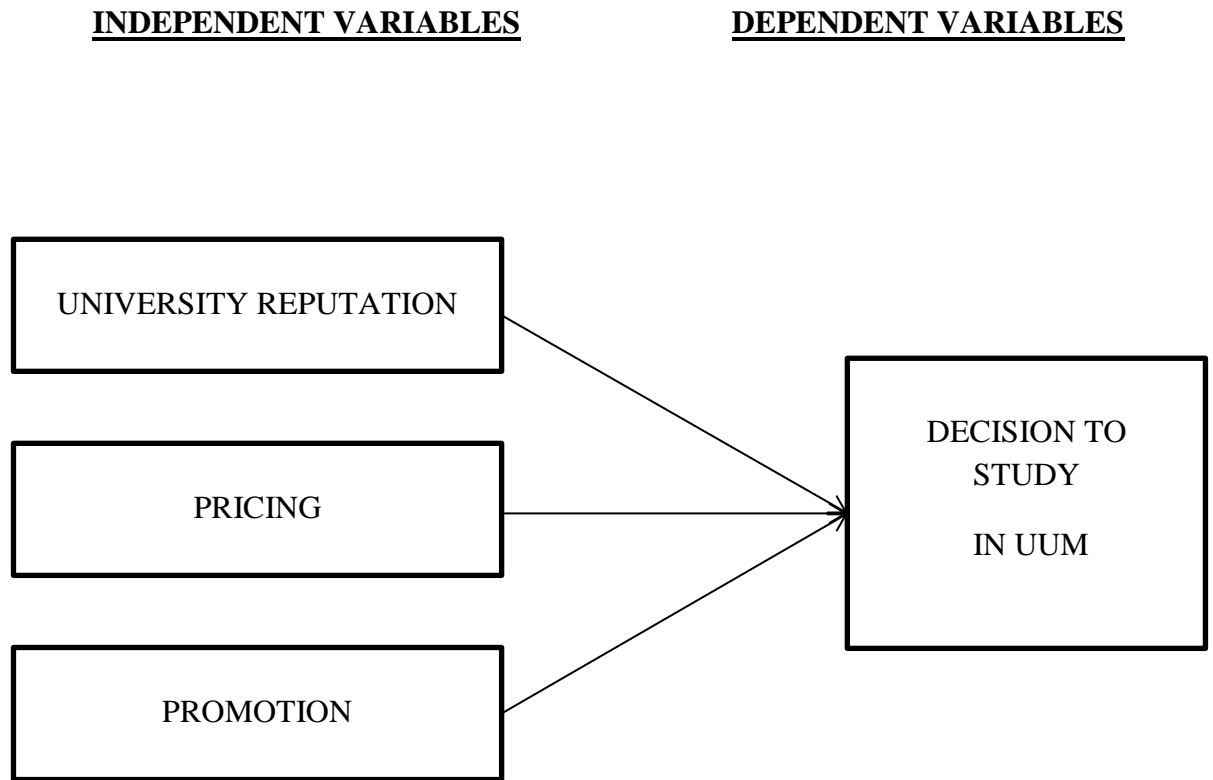 INDEPENDENT VARIABLES
DEPENDENT VARIABLES
UNIVERSITY REPUTATION
PRICING
PROMOTION
DECISION TO
STUDY
IN UUM